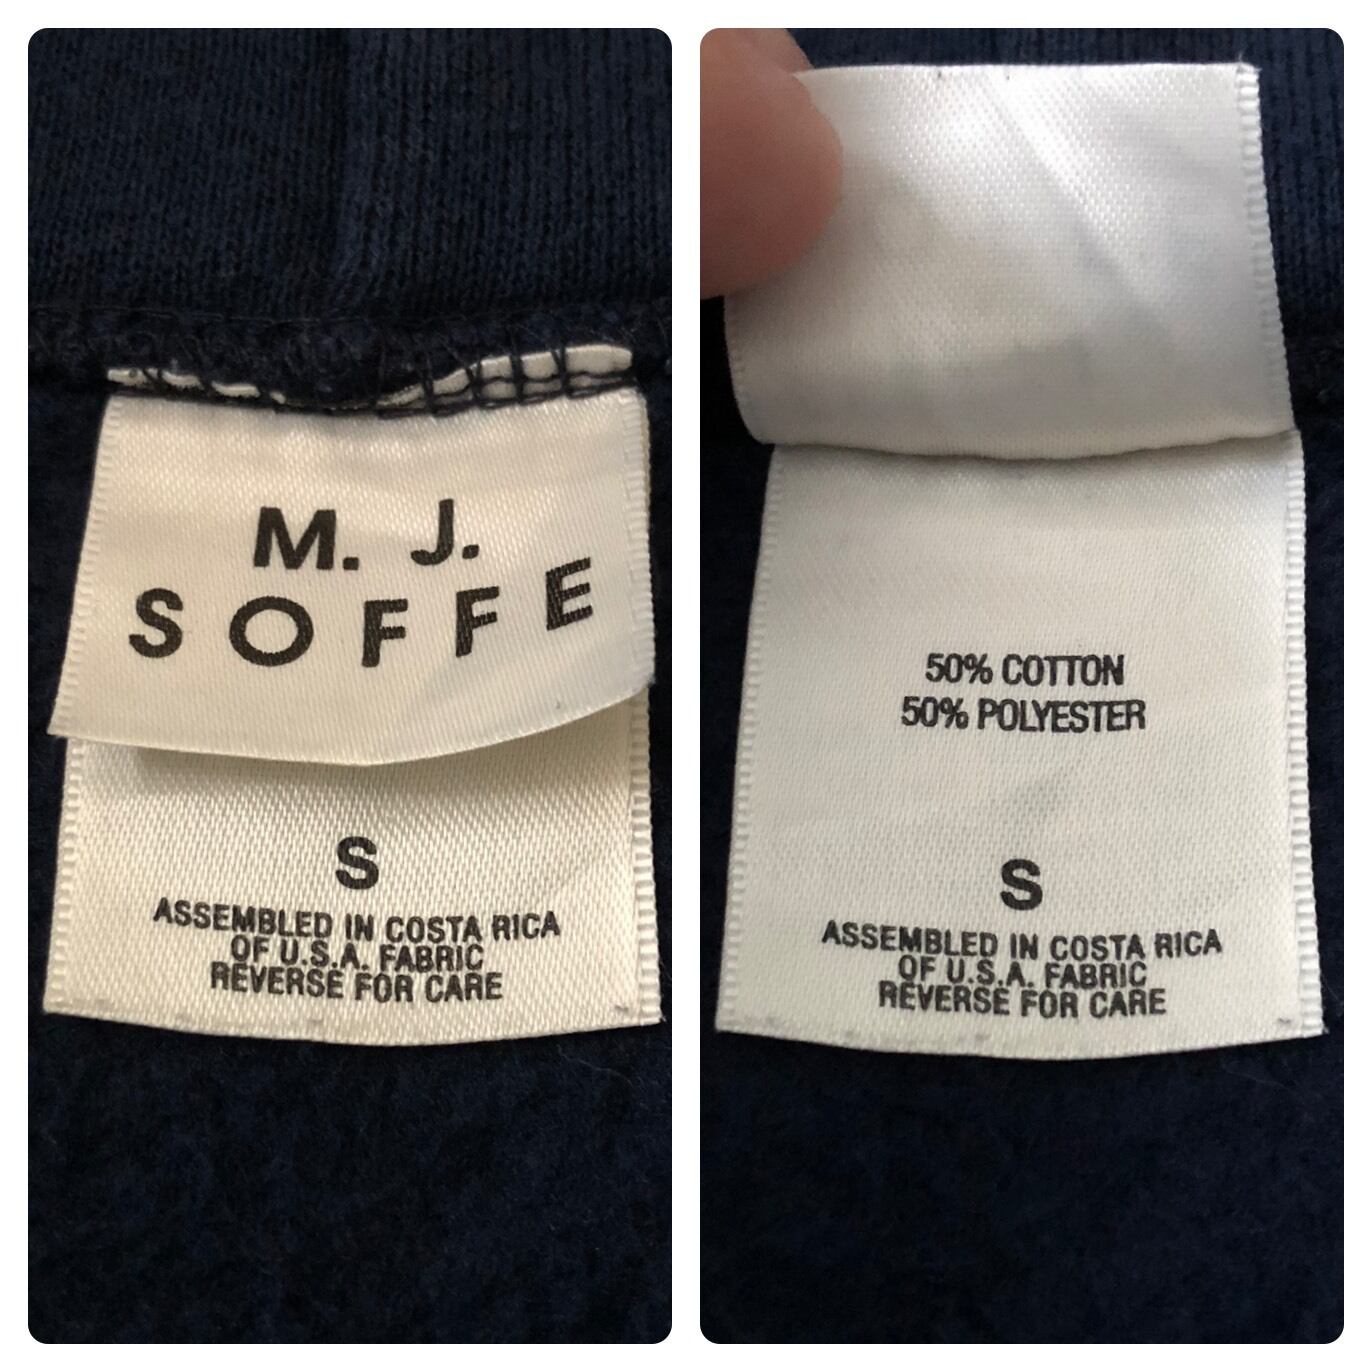 M. J.
SOFFE
S
ASSEMBLED IN COSTA RICA
OF U.S.A. FABRIC
REVERSE FOR CARE
50% COTTON
50% POLYESTER
S
ASSEMBLED IN COSTA RICA
OF U.S.A. FABRIC
REVERSE FOR CARE